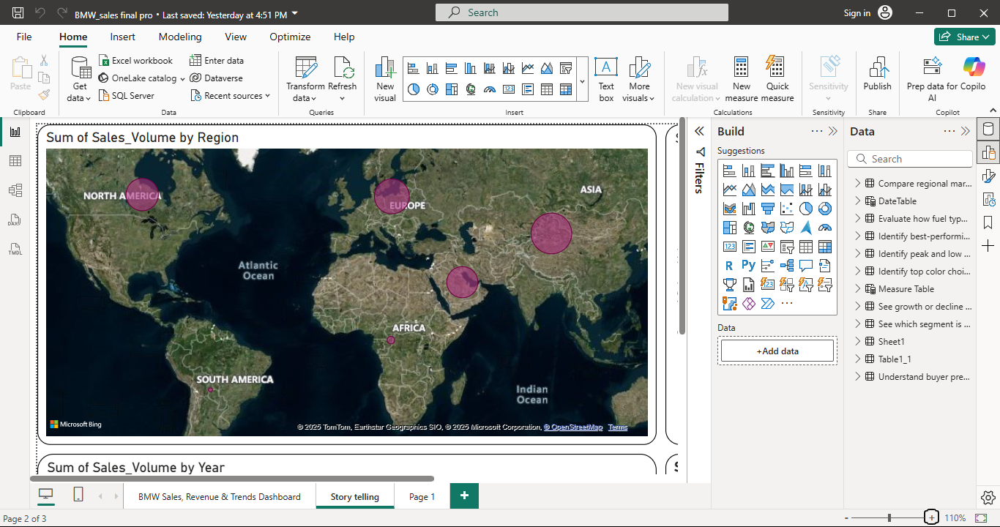 BMW_sales final pro • Last saved: Yesterday at 4:51 PM
Search
Sign in
File
Home
Insert
Modeling
View
Optimize
Help
Share
Paste
Clipboard
Get data
Excel workbook
OneLake catalog
SQL Server
Enter data
Dataverse
Recent sources
Data
Transform data
Refresh
Queries
New visual
Text box
More visuals
Insert
New visual calculation
New measure
Quick measure
Calculations
Sensitivity
Sensitivity
Publish
Share
Prep data for AI
Copilo
Copilot
DAX
TMDL
Sum of Sales_Volume by Region
NORTH AMERICA
EUROPE
ASIA
Atlantic
Ocean
AFRICA
SOUTH AMERICA
Indian
Ocean
Microsoft Bing
© 2025 TomTom, Earthstar Geographics SIO, © 2025 Microsoft Corporation, © OpenStreetMap Terms
Sum of Sales_Volume by Year
Filters
Build
Suggestions
123
R
Py
123
Data
+Add data
Data
Search
Compare regional mar...
DateTable
Evaluate how fuel typ...
Identify best-performi...
Identify peak and low ...
Identify top color choi...
Measure Table
See growth or decline ...
See which segment is ...
Sheet1
Table1_1
Understand buyer pre...
BMW Sales, Revenue & Trends Dashboard
Story telling
Page 1
+
Page 2 of 3
- + 110%